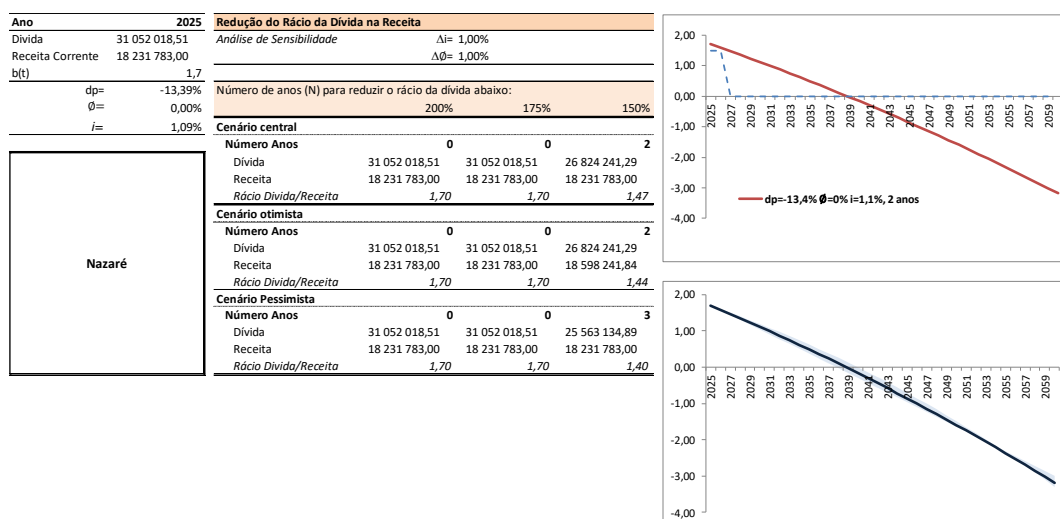 Ano 2025
Divida 31 052 018,51
Receita Corrente 18 231 783,00
b(t) 1,7
dp= -13,39%
Ø= 0,00%
i= 1,09%
Nazaré
Redução do Rácio da Dívida na Receita
Análise de Sensibilidade Δi= 1,00%
ΔØ= 1,00%
Número de anos (N) para reduzir o rácio da dívida abaixo:
200% 175% 150%
Cenário central
Número Anos 0 0 2
Dívida 31 052 018,51 31 052 018,51 26 824 241,29
Receita 18 231 783,00 18 231 783,00 18 231 783,00
Rácio Divida/Receita 1,70 1,70 1,47
Cenário otimista
Número Anos 0 0 2
Dívida 31 052 018,51 31 052 018,51 26 824 241,29
Receita 18 231 783,00 18 231 783,00 18 598 241,84
Rácio Divida/Receita 1,70 1,70 1,44
Cenário Pessimista
Número Anos 0 0 3
Dívida 31 052 018,51 31 052 018,51 25 563 134,89
Receita 18 231 783,00 18 231 783,00 18 231 783,00
Rácio Divida/Receita 1,70 1,70 1,40
2,00
1,00
0,00
-1,00
-2,00
-3,00
-4,00
2025 2027 2029 2031 2033 2035 2037 2039 2041 2043 2045 2047 2049 2051 2053 2055 2057 2059
dp=-13,4% Ø=0% i=1,1%, 2 anos
2,00
1,00
0,00
-1,00
-2,00
-3,00
-4,00
2025 2027 2029 2031 2033 2035 2037 2039 2041 2043 2045 2047 2049 2051 2053 2055 2057 2059